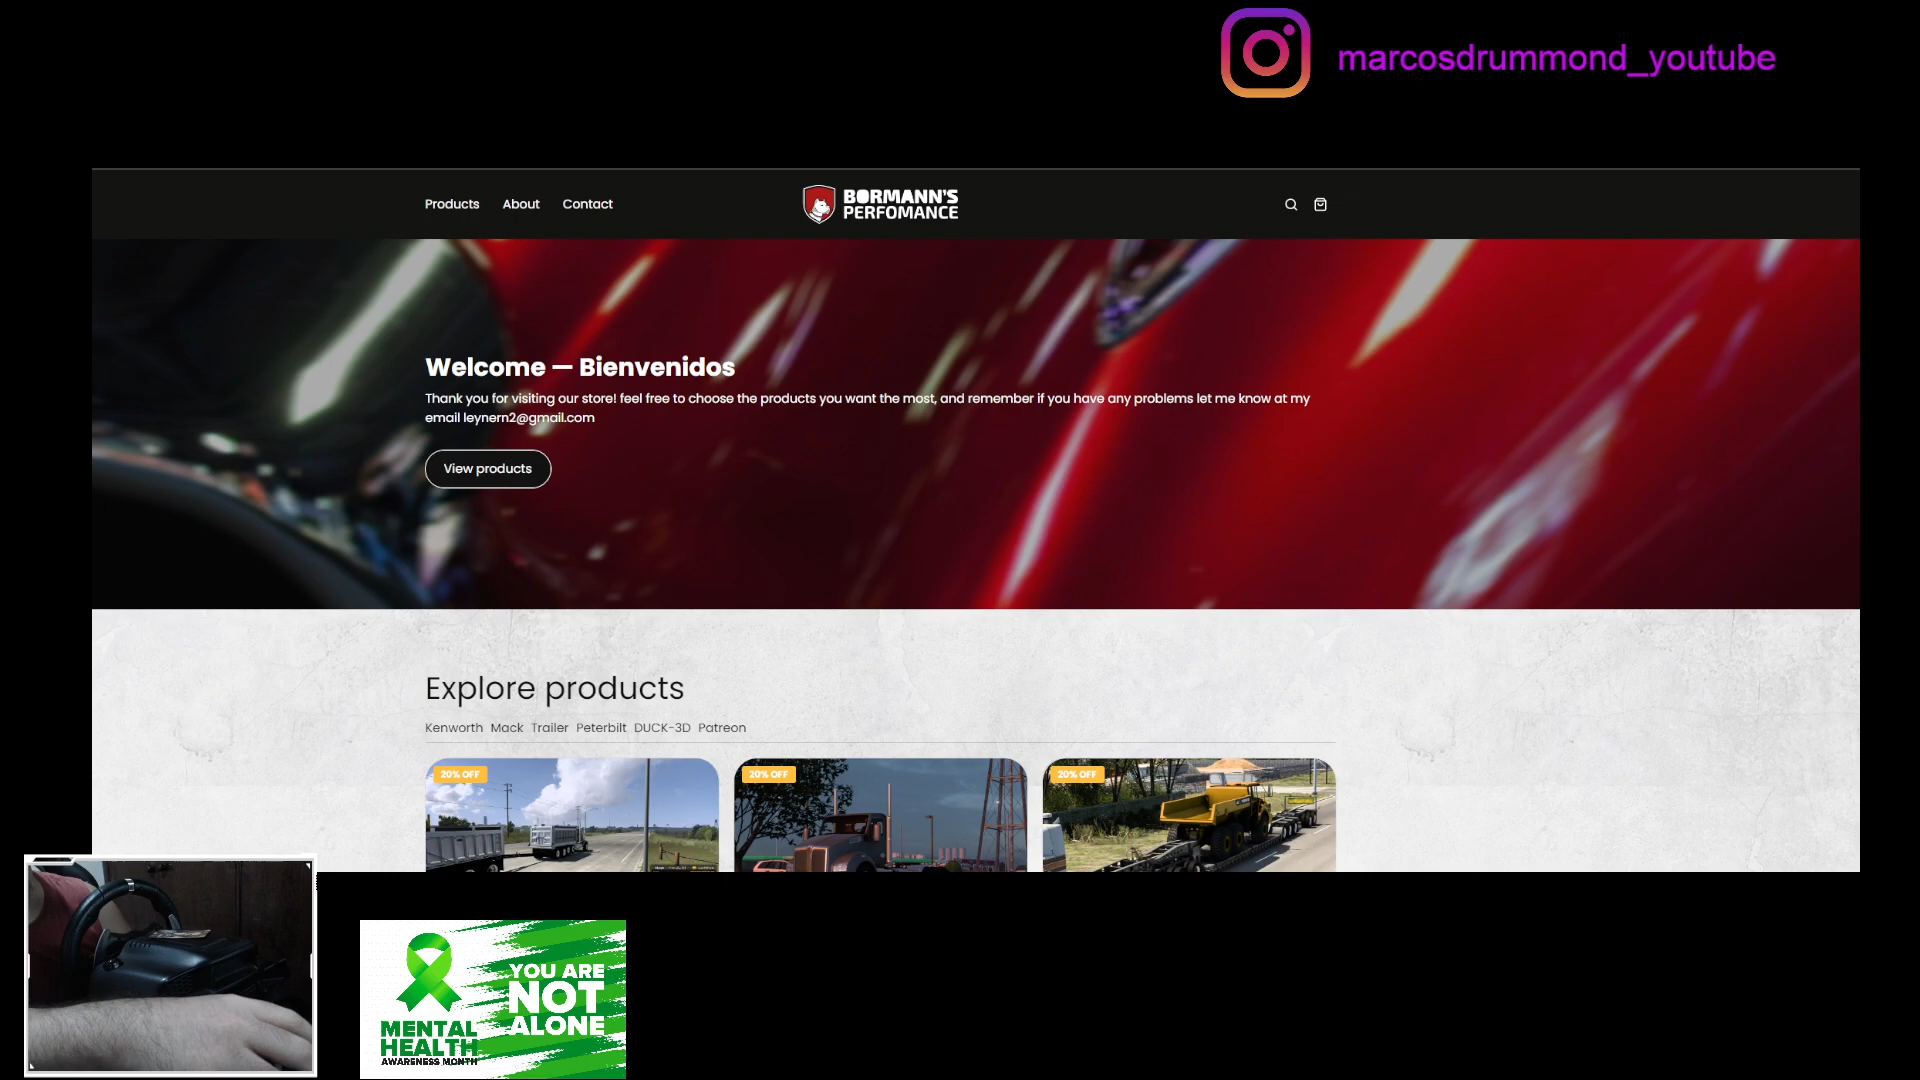 marcosdrummond_youtube
Products About Contact
BORMANN'S
PERFOMANCE
Welcome — Bienvenidos
Thank you for visiting our store! feel free to choose the products you want the most, and remember if you have any problems let me know at my
email leynern2@gmail.com
View products
Explore products
Kenworth Mack Trailer Peterbilt DUCK-3D Patreon
20% OFF 20% OFF 20% OFF
YOU ARE
NOT
ALONE
MENTAL
HEALTH
AWARENESS MONTH